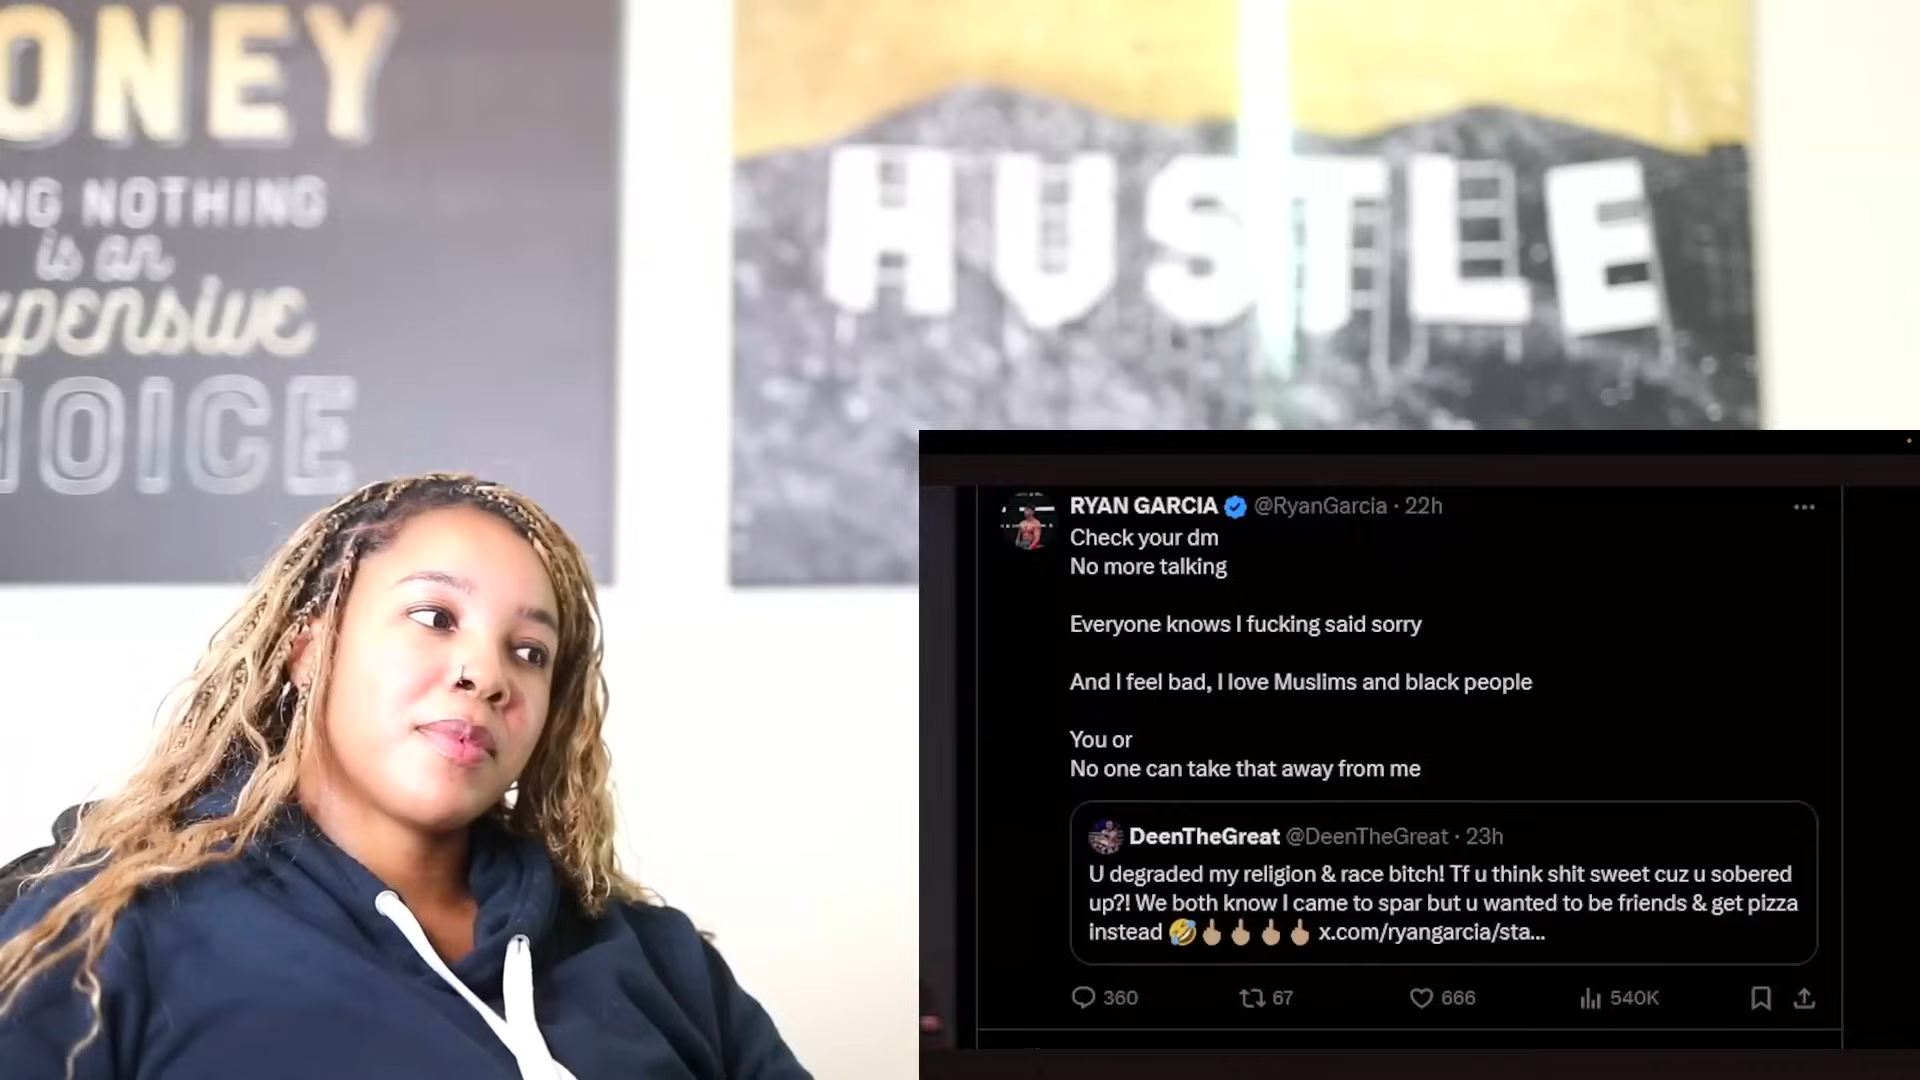 ONEY
NG NOTHING
is an
xpensive
HOICE
HUSTLE
RYAN GARCIA @RyanGarcia · 22h
Check your dm
No more talking
Everyone knows I fucking said sorry
And I feel bad, I love Muslims and black people
You or
No one can take that away from me
DeenTheGreat @DeenTheGreat · 23h
U degraded my religion & race bitch! Tf u think shit sweet cuz u sobered
up?! We both know I came to spar but u wanted to be friends & get pizza
instead 🤣🖕🏼🖕🏼🖕🏼🖕🏼 x.com/ryangarcia/sta...
360 67 666 540K